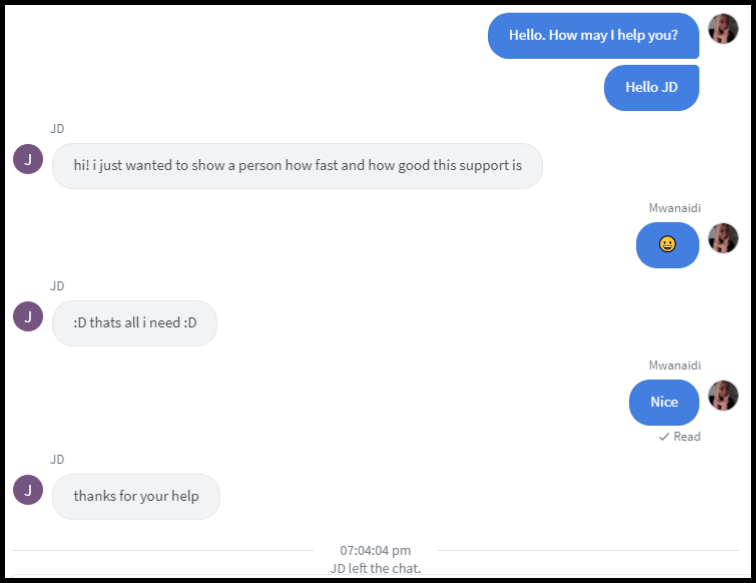 Hello. How may I help you?
Hello JD
JD
J
hi! i just wanted to show a person how fast and how good this support is
Mwanaidi
😀
JD
J
:D thats all i need :D
Mwanaidi
Nice
✓ Read
JD
J
thanks for your help
07:04:04 pm
JD left the chat.